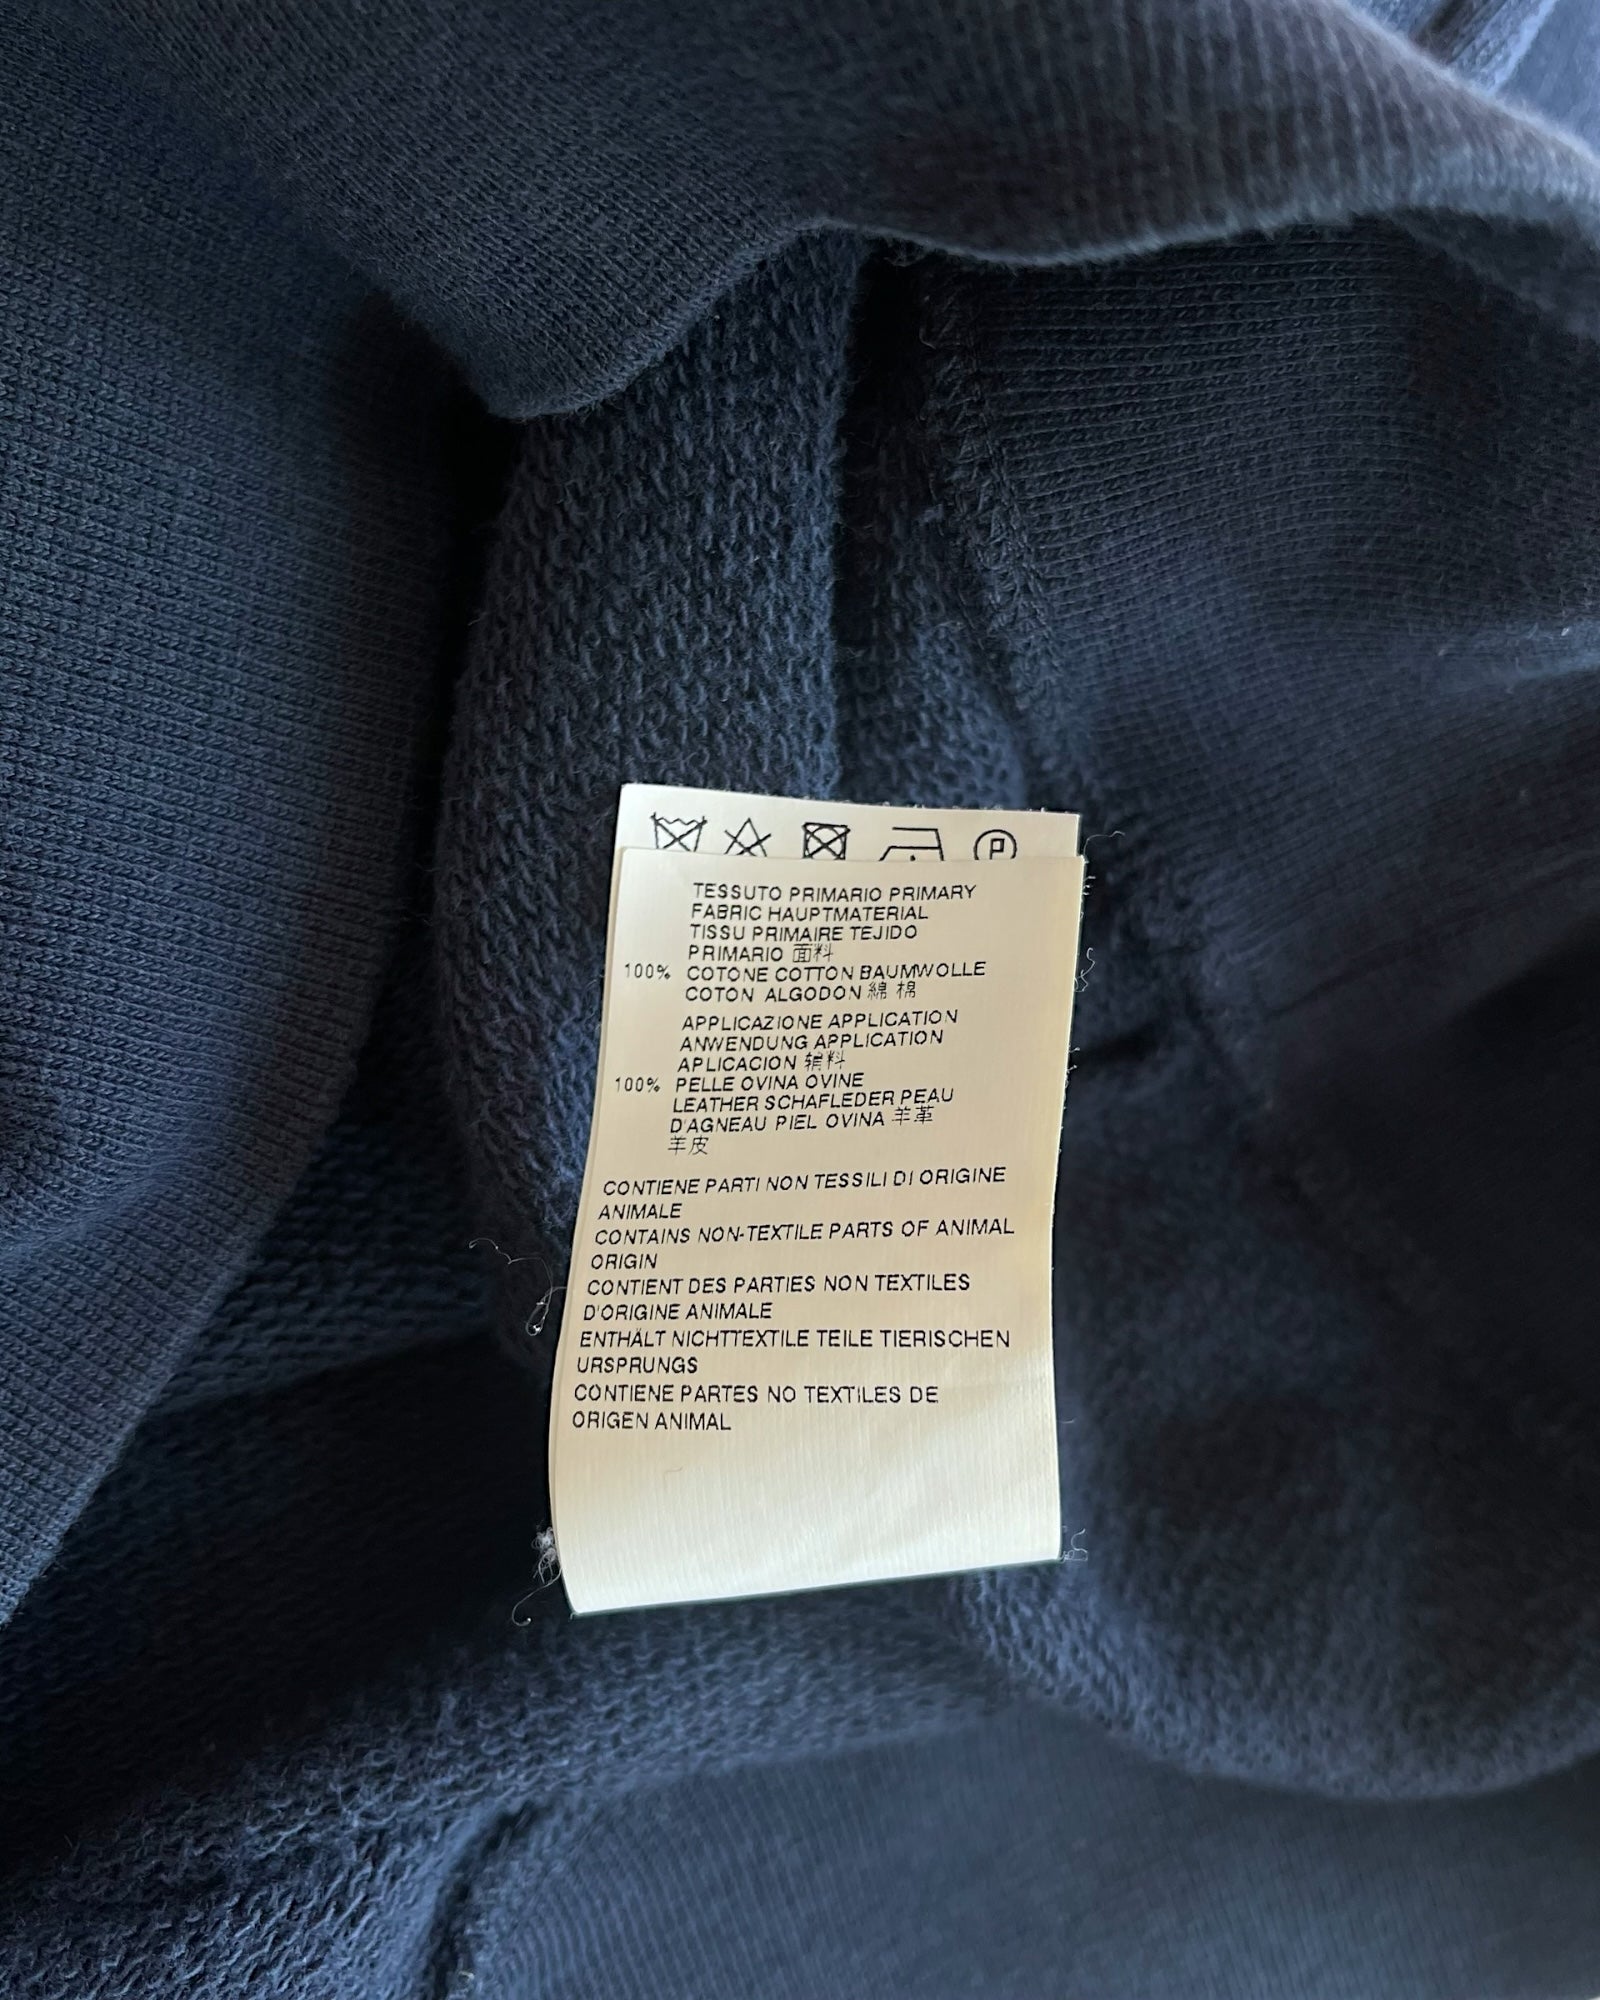 P
TESSUTO PRIMARIO PRIMARY
FABRIC HAUPTMATERIAL
TISSU PRIMAIRE TEJIDO
PRIMARIO 面料
100% COTONE COTTON BAUMWOLLE
COTON ALGODON 綿 棉
APPLICAZIONE APPLICATION
ANWENDUNG APPLICATION
APLICACION 辅料
100% PELLE OVINA OVINE
LEATHER SCHAFLEDER PEAU
D'AGNEAU PIEL OVINA 羊革
羊皮
CONTIENE PARTI NON TESSILI DI ORIGINE
ANIMALE
CONTAINS NON-TEXTILE PARTS OF ANIMAL
ORIGIN
CONTIENT DES PARTIES NON TEXTILES
D'ORIGINE ANIMALE
ENTHÄLT NICHTTEXTILE TEILE TIERISCHEN
URSPRUNGS
CONTIENE PARTES NO TEXTILES DE
ORIGEN ANIMAL